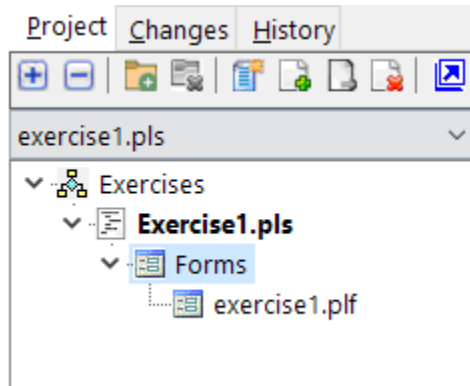 Project Changes History
exercise1.pls
Exercises
Exercise1.pls
Forms
exercise1.plf